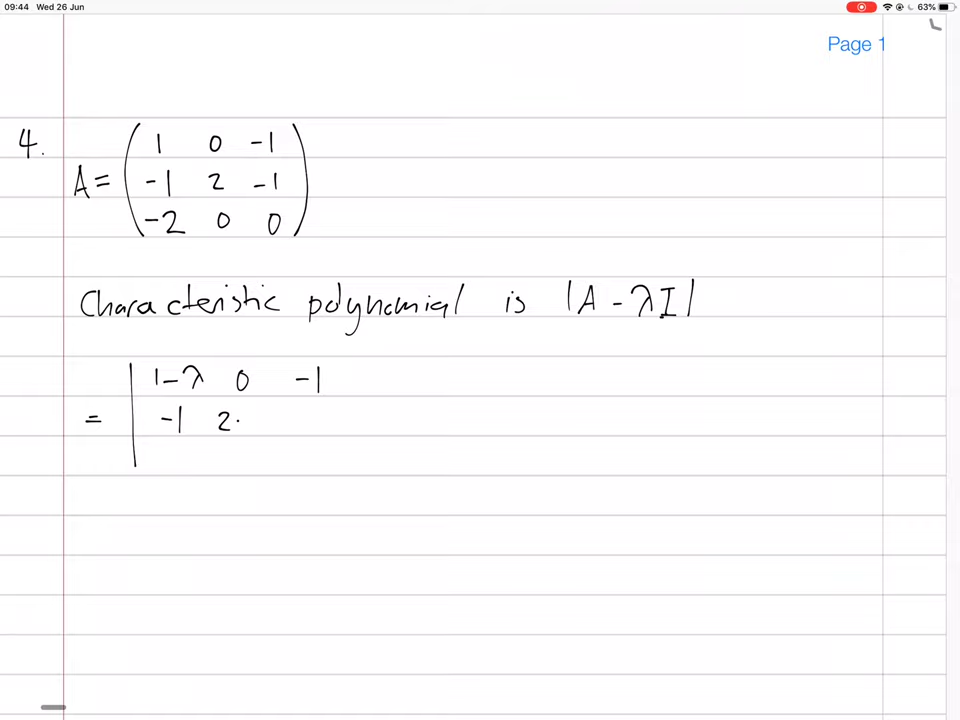 09:44 Wed 26 Jun 63%
Page 1
4.
1 0 -1
A = -1 2 -1
-2 0 0
Characteristic polynomial is |A - λI|
1-λ 0 -1
= -1 2-